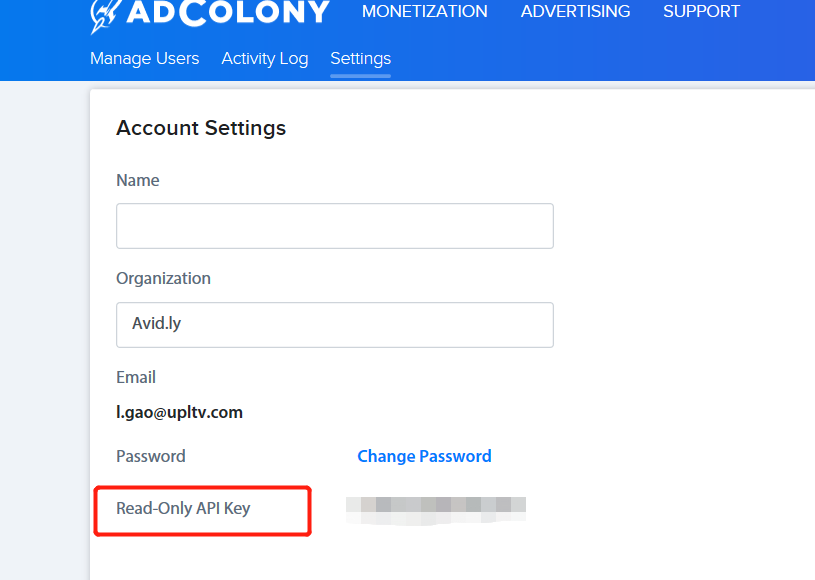 ADCOLONY MONETIZATION ADVERTISING SUPPORT
Manage Users Activity Log Settings
Account Settings
Name
Organization
Avid.ly
Email
l.gao@upltv.com
Password Change Password
Read-Only API Key